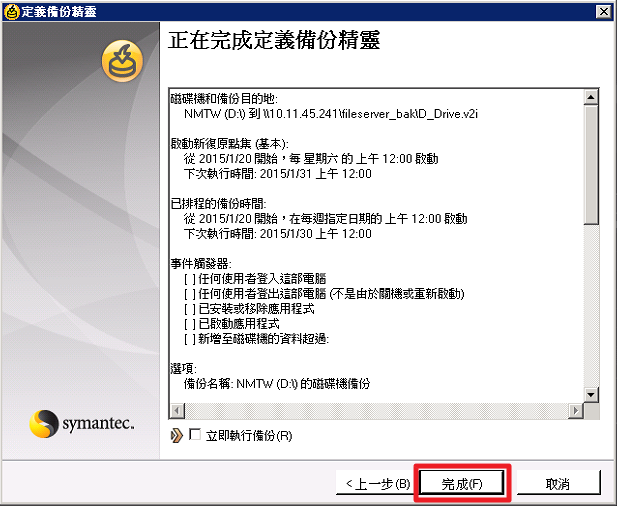 定義備份精靈
正在完成定義備份精靈
磁碟機和備份目的地:
NMTW (D:\) 到 \\10.11.45.241\fileserver_bak\D_Drive.v2i
啟動新復原點集 (基本):
從 2015/1/20 開始，每 星期六 的 上午 12:00 啟動
下次執行時間: 2015/1/31 上午 12:00
已排程的備份時間:
從 2015/1/20 開始，在每週指定日期的 上午 12:00 啟動
下次執行時間: 2015/1/30 上午 12:00
事件觸發器:
[ ] 任何使用者登入這部電腦
[ ] 任何使用者登出這部電腦 (不是由於關機或重新啟動)
[ ] 已安裝或移除應用程式
[ ] 已啟動應用程式
[ ] 新增至磁碟機的資料超過:
選項:
備份名稱: NMTW (D:\) 的磁碟機備份
symantec.
立即執行備份(R)
< 上一步(B)
完成(F)
取消